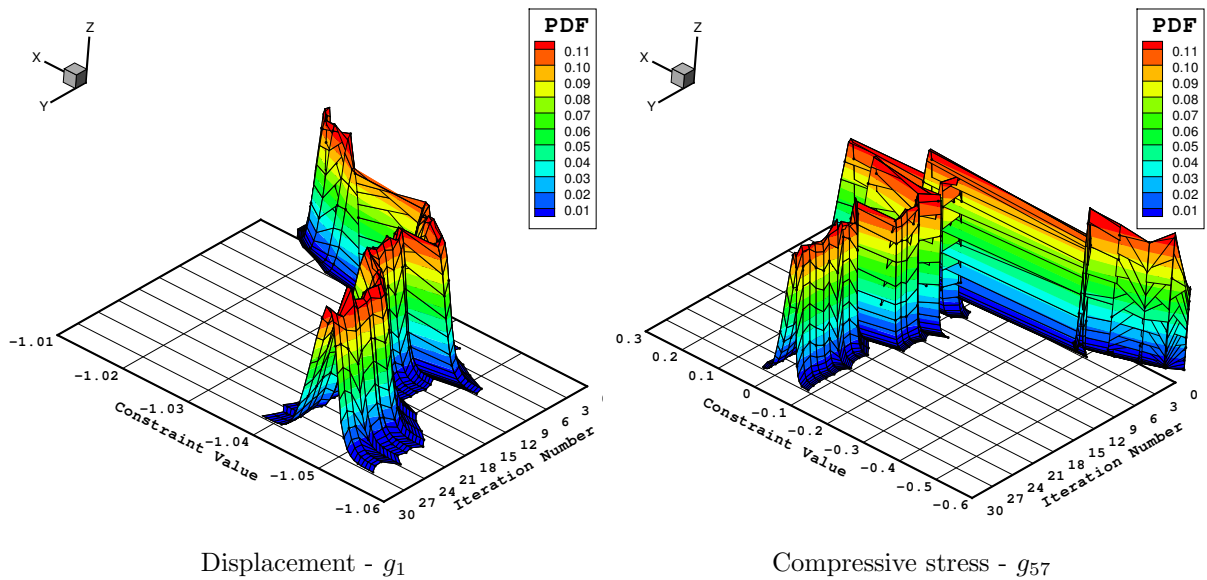 PDF
0.11
0.10
0.09
0.08
0.07
0.06
0.05
0.04
0.03
0.02
0.01
Z
X
Y
-1.01
-1.02
-1.03
-1.04
-1.05
-1.06
Constraint Value
30 27 24 21 18 15 12 9 6 3
Iteration Number
Displacement - g1
PDF
0.11
0.10
0.09
0.08
0.07
0.06
0.05
0.04
0.03
0.02
0.01
Z
X
Y
0.3
0.2
0.1
0
-0.1
-0.2
-0.3
-0.4
-0.5
-0.6
Constraint Value
30 27 24 21 18 15 12 9 6 3 0
Iteration Number
Compressive stress - g57